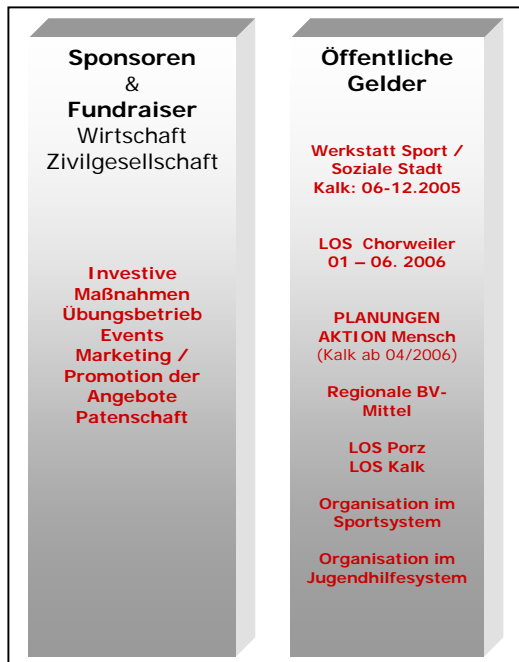 Sponsoren
&
Fundraiser
Wirtschaft
Zivilgesellschaft
Investive
Maßnahmen
Übungsbetrieb
Events
Marketing /
Promotion der
Angebote
Patenschaft
Öffentliche
Gelder
Werkstatt Sport /
Soziale Stadt
Kalk: 06-12.2005
LOS Chorweiler
01 – 06. 2006
PLANUNGEN
AKTION Mensch
(Kalk ab 04/2006)
Regionale BV-
Mittel
LOS Porz
LOS Kalk
Organisation im
Sportsystem
Organisation im
Jugendhilfesystem